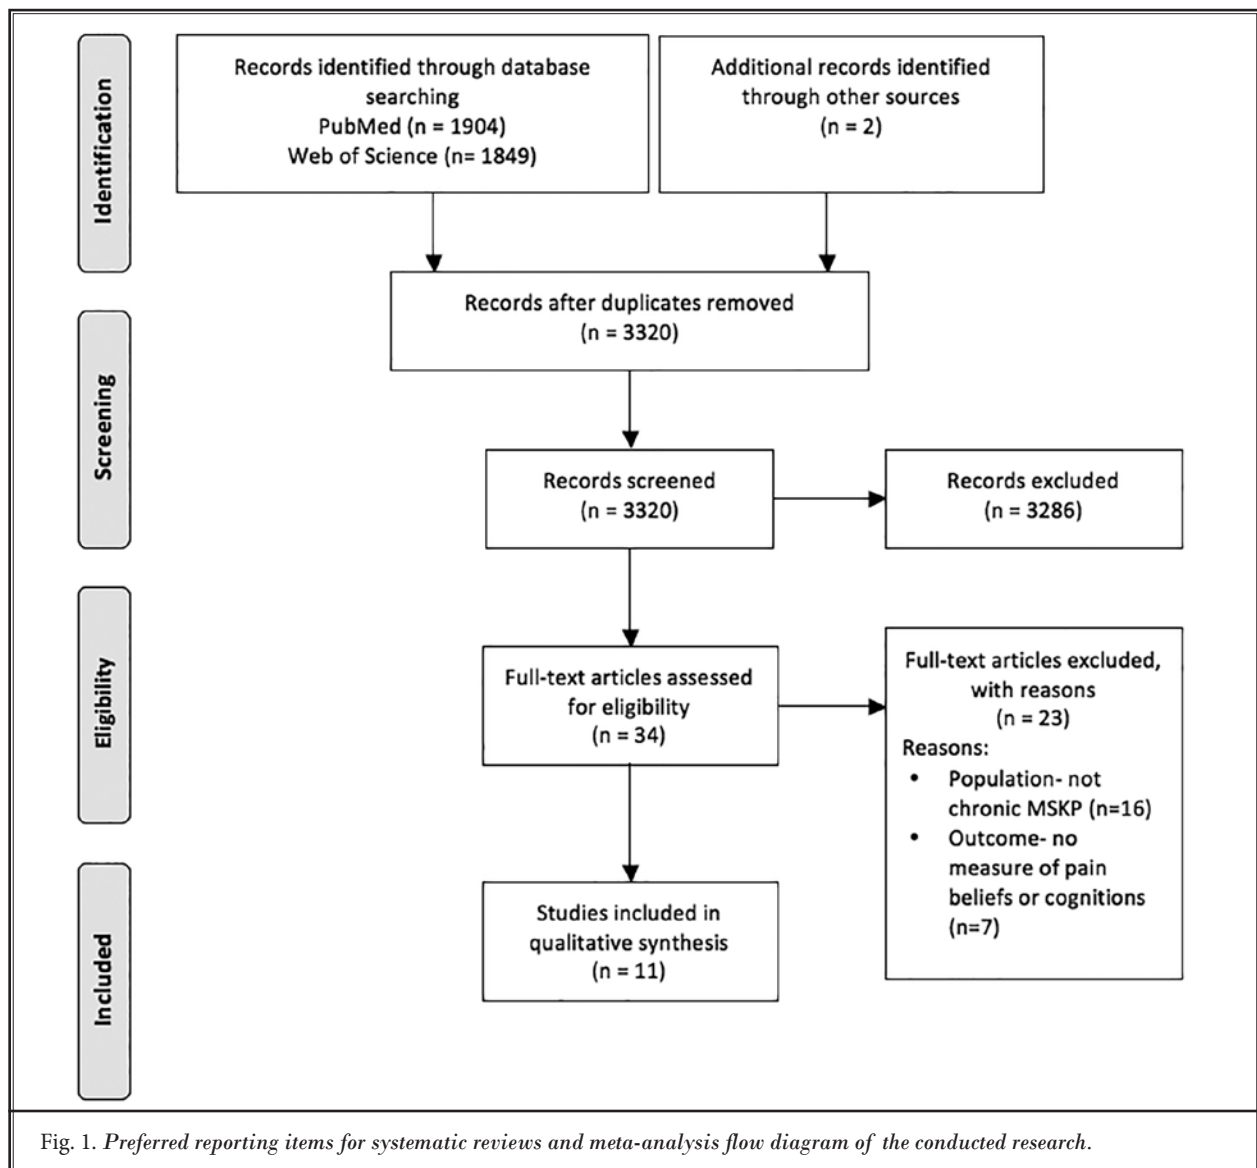 Identification
Records identified through database
searching
PubMed (n = 1904)
Web of Science (n= 1849)
Additional records identified
through other sources
(n = 2)
Records after duplicates removed
(n = 3320)
Screening
Records screened
(n = 3320)
Records excluded
(n = 3286)
Eligibility
Full-text articles assessed
for eligibility
(n = 34)
Full-text articles excluded,
with reasons
(n = 23)
Reasons:
• Population- not
chronic MSKP (n=16)
• Outcome- no
measure of pain
beliefs or cognitions
(n=7)
Included
Studies included in
qualitative synthesis
(n = 11)
Fig. 1. Preferred reporting items for systematic reviews and meta-analysis flow diagram of the conducted research.